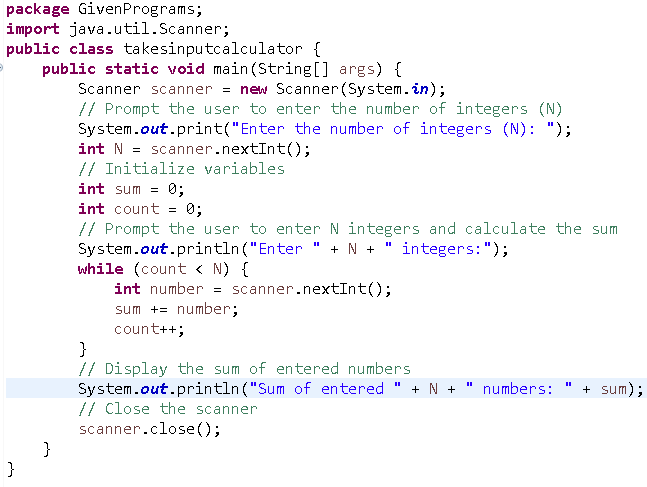 package GivenPrograms;
import java.util.Scanner;
public class takesinputcalculator {
    public static void main(String[] args) {
        Scanner scanner = new Scanner(System.in);
        // Prompt the user to enter the number of integers (N)
        System.out.print("Enter the number of integers (N): ");
        int N = scanner.nextInt();
        // Initialize variables
        int sum = 0;
        int count = 0;
        // Prompt the user to enter N integers and calculate the sum
        System.out.println("Enter " + N + " integers:");
        while (count < N) {
            int number = scanner.nextInt();
            sum += number;
            count++;
        }
        // Display the sum of entered numbers
        System.out.println("Sum of entered " + N + " numbers: " + sum);
        // Close the scanner
        scanner.close();
    }
}